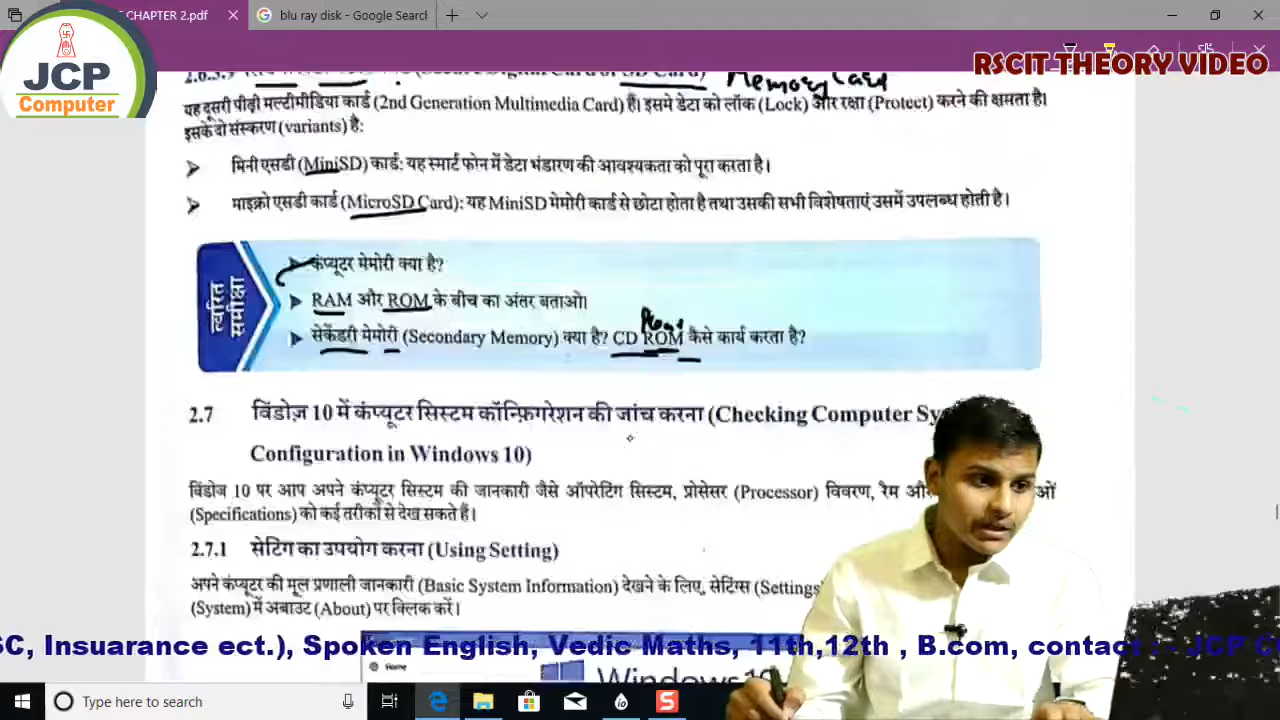 CHAPTER 2.pdf
blu ray disk - Google Search
JCP
Computer
RSCIT THEORY VIDEO
SD Card) Memory Card
यह दूसरी पीढ़ी मल्टीमीडिया कार्ड (2nd Generation Multimedia Card) हैं। इसमे डेटा को लॉक (Lock) और रक्षा (Protect) करने की क्षमता है।
इसके दो संस्करण (variants) है:
➢ मिनी एसडी (MiniSD) कार्ड: यह स्मार्ट फोन में डेटा भंडारण की आवश्यकता को पूरा करता है।
➢ माइक्रो एसडी कार्ड (MicroSD Card): यह MiniSD मेमोरी कार्ड से छोटा होता है तथा उसकी सभी विशेषताएं उसमें उपलब्ध होती है।
त्वरित
समीक्षा
➢ कंप्यूटर मेमोरी क्या है?
➢ RAM और ROM के बीच का अंतर बताओ।
➢ सेकेंडरी मेमोरी (Secondary Memory) क्या है? CD ROM कैसे कार्य करता है?
2.7 विंडोज़ 10 में कंप्यूटर सिस्टम कॉन्फ़िगरेशन की जांच करना (Checking Computer Sy
Configuration in Windows 10)
विंडोज 10 पर आप अपने कंप्यूटर सिस्टम की जानकारी जैसे ऑपरेटिंग सिस्टम, प्रोसेसर (Processor) विवरण, रैम
(Specifications) को कई तरीकों से देख सकते हैं।
2.7.1 सेटिंग का उपयोग करना (Using Setting)
अपने कंप्यूटर की मूल प्रणाली जानकारी (Basic System Information) देखने के लिए, सेटिंग्स (Settings
(System) में अबाउट (About) पर क्लिक करें।
SC, Insuarance ect.), Spoken English, Vedic Maths, 11th,12th , B.com, contact :- JCP C
Home
Windows 10
Type here to search